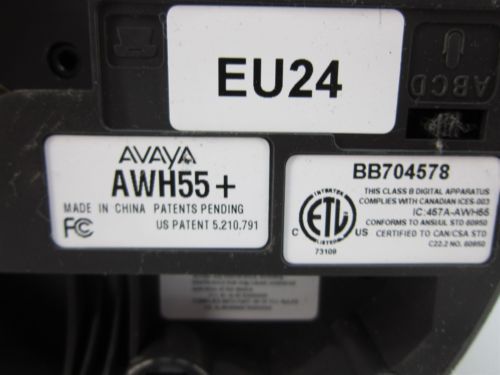 EU24
ABCD
AVAYA
AWH55+
MADE IN CHINA PATENTS PENDING
FC US PATENT 5.210.791
BB704578
THIS CLASS B DIGITAL APPARATUS
COMPLIES WITH CANADIAN ICES-003
IC:457A-AWH55
CONFORMS TO ANSI/UL STD 60950
CERTIFIED TO CAN/CSA STD
C22.2 NO. 60950
INTERTEK
ETL
LISTED
C US
73109